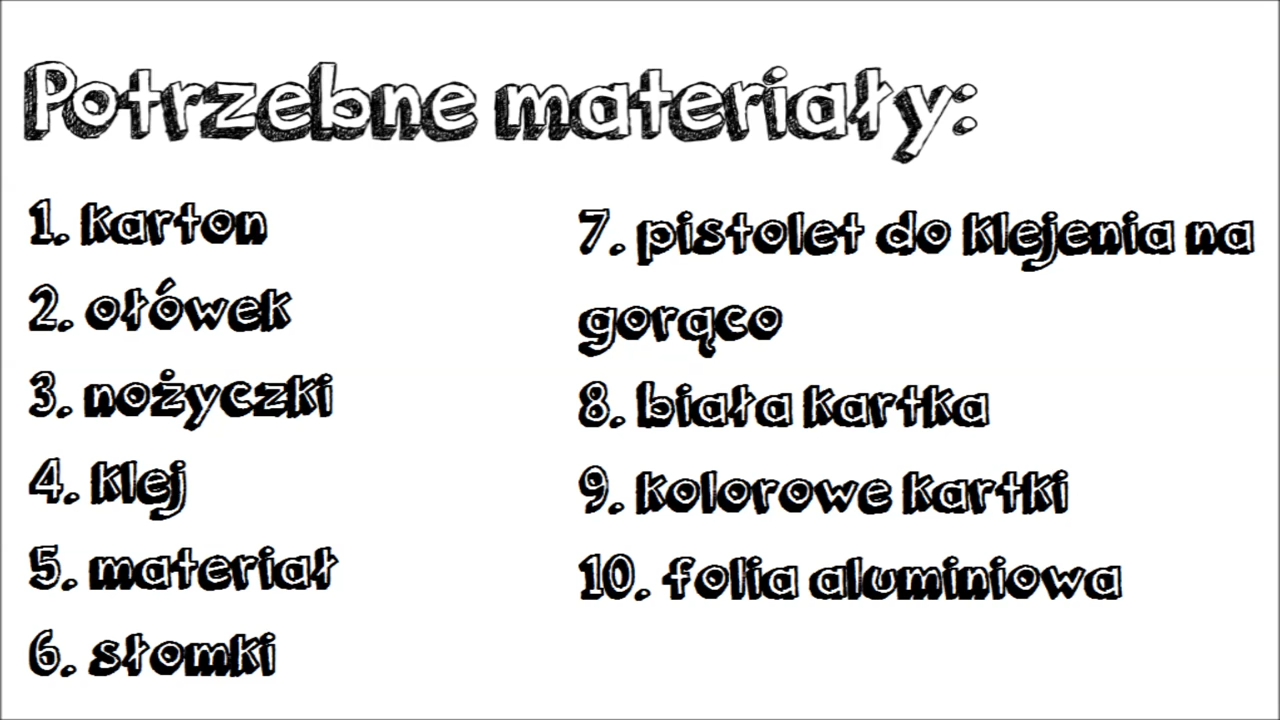 Potrzebne materiały:
1. karton
2. ołówek
3. nożyczki
4. klej
5. materiał
6. słomki
7. pistolet do klejenia na
gorąco
8. biała kartka
9. kolorowe kartki
10. folia aluminiowa